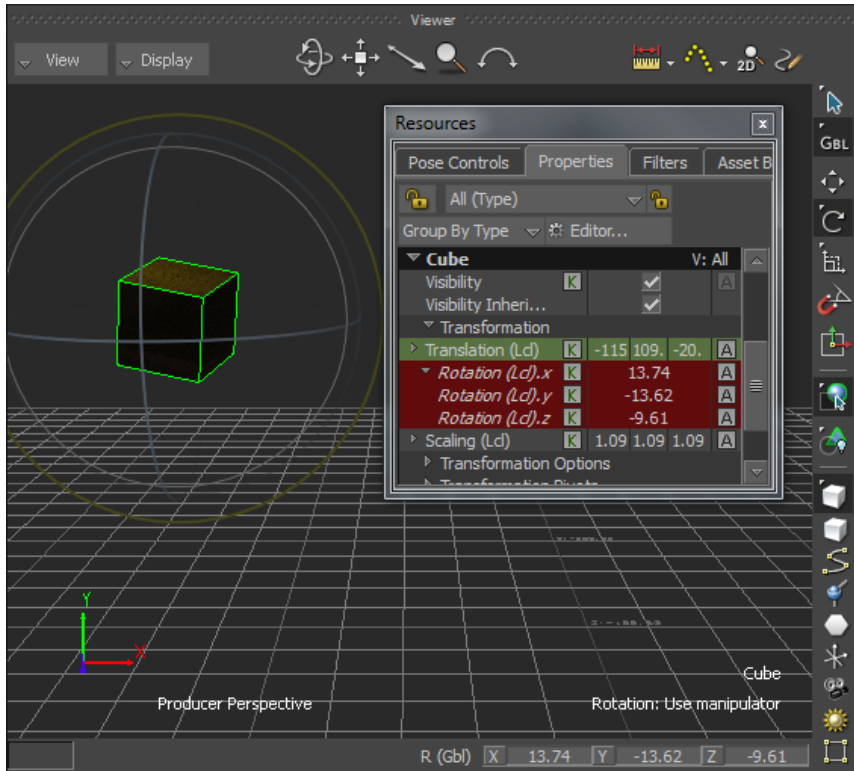 Viewer
View
Display
2D
Resources
x
Pose Controls
Properties
Filters
Asset B
GBL
All (Type)
Group By Type
Editor...
Cube V: All
Visibility K A
Visibility Inheri...
Transformation
Translation (Lcl) K -115 109. -20. A
Rotation (Lcl).x K 13.74 A
Rotation (Lcl).y K -13.62 A
Rotation (Lcl).z K -9.61 A
Scaling (Lcl) K 1.09 1.09 1.09 A
Transformation Options
Transformation Pivots
Y
X
Cube
Producer Perspective
Rotation: Use manipulator
R (Gbl) X 13.74 Y -13.62 Z -9.61